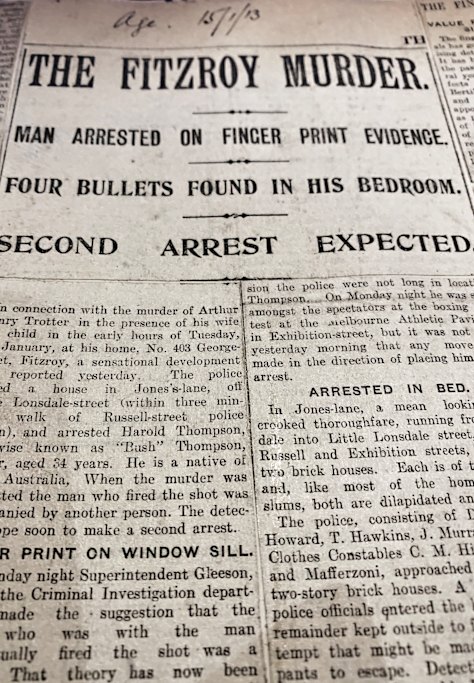 Age. 15/1/13
THE FITZROY MURDER.
MAN ARRESTED ON FINGER PRINT EVIDENCE.
FOUR BULLETS FOUND IN HIS BEDROOM.
SECOND ARREST EXPECTED.
n connection with the murder of Arthur
nry Trotter in the presence of his wife
child in the early hours of Tuesday,
January, at his home, No. 403 George-
et, Fitzroy, a sensational development
reported yesterday. The police
ed a house in Jones's-lane, off
Lonsdale-street (within three min-
walk of Russell-street police
n), and arrested Harold Thompson,
wise known as "Bush" Thompson,
r, aged 34 years. He is a native of
Australia. When the murder was
ted the man who fired the shot was
anied by another person. The detec-
ope soon to make a second arrest.
R PRINT ON WINDOW SILL.
nday night Superintendent Gleeson,
the Criminal Investigation depart-
made the suggestion that the
who was with the man
ually fired the shot was a
That theory has now been
sion the police were not long in locat
Thompson. On Monday night he was
amongst the spectators at the boxing
test at the Melbourne Athletic Pavi
in Exhibition-street, but it was not
yesterday morning that any move
made in the direction of placing him
arrest.
ARRESTED IN BED.
In Jones-lane, a mean lookin
crooked thoroughfare, running fro
dale into Little Lonsdale street
Russell and Exhibition streets,
two brick houses. Each is of t
and, like most of the hom
slums, both are dilapidated an
The police, consisting of D
Howard, T. Hawkins, J. Murr
Clothes Constables C. M. Hi
and Mafferzoni, approached
two-story brick houses. A
police officials entered the
remainder kept outside to f
tempt that might be ma
pants to escape. Detect
THE FI
VALUE